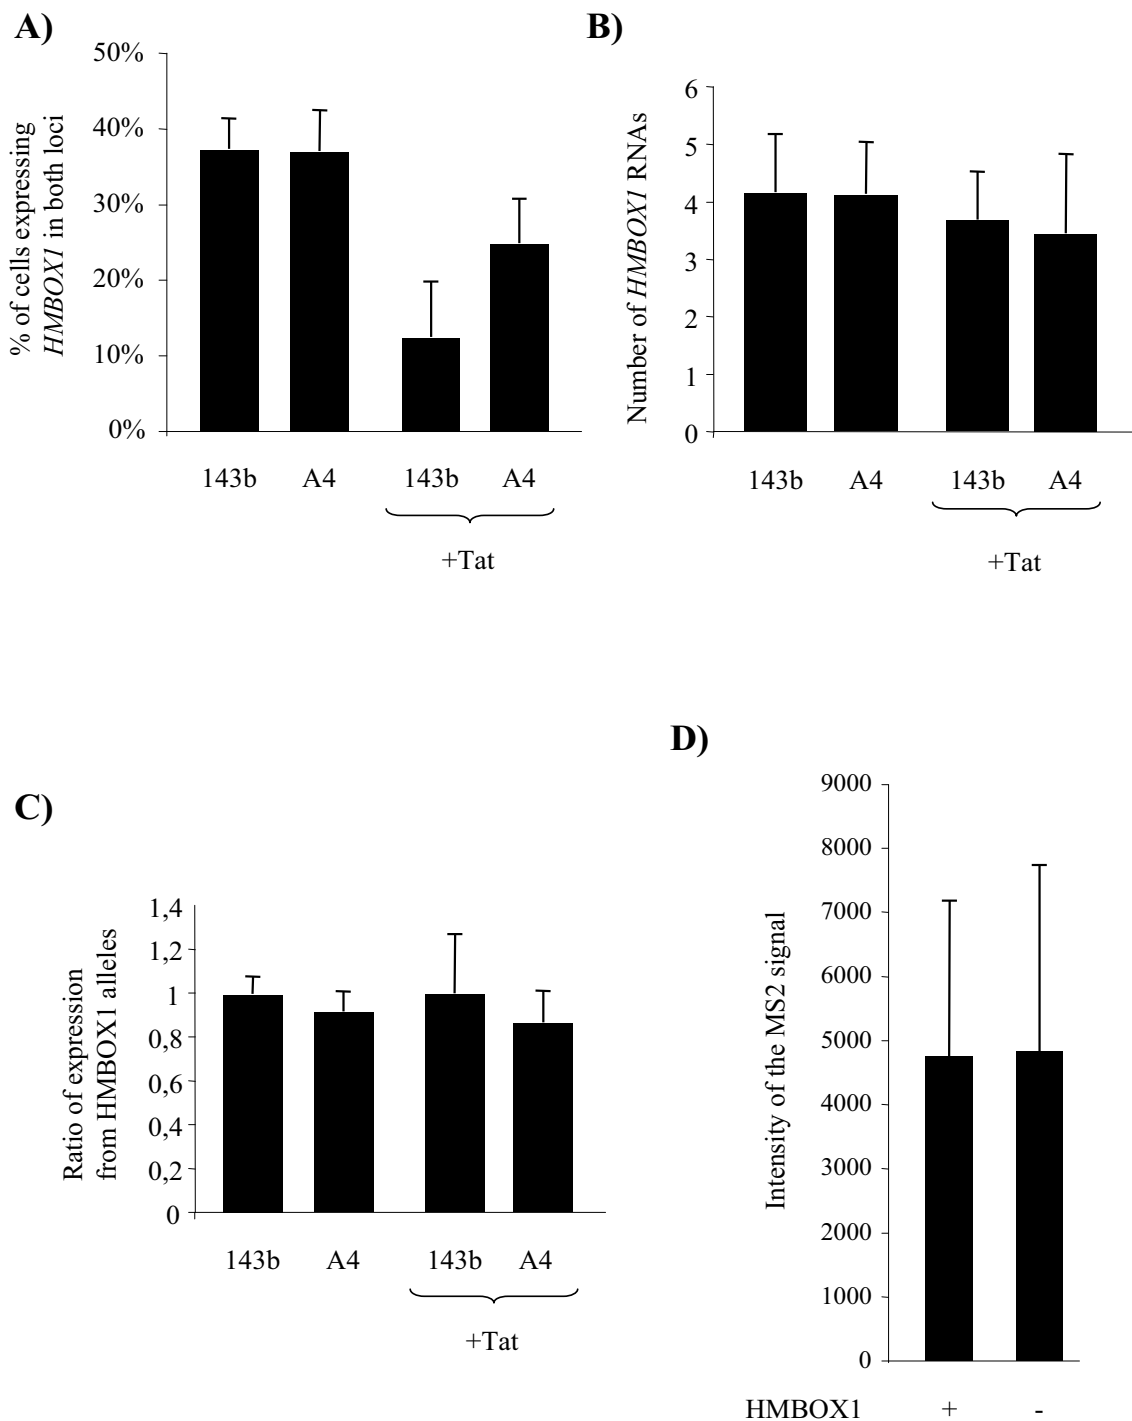 A)
50%
40%
30%
20%
10%
0%
% of cells expressing
HMBOX1 in both loci
143b A4 143b A4
+Tat
B)
6
5
4
3
2
1
0
Number of HMBOX1 RNAs
143b A4 143b A4
+Tat
C)
1,4
1,2
1
0,8
0,6
0,4
0,2
0
Ratio of expression
from HMBOX1 alleles
143b A4 143b A4
+Tat
D)
9000
8000
7000
6000
5000
4000
3000
2000
1000
0
Intensity of the MS2 signal
HMBOX1 + -